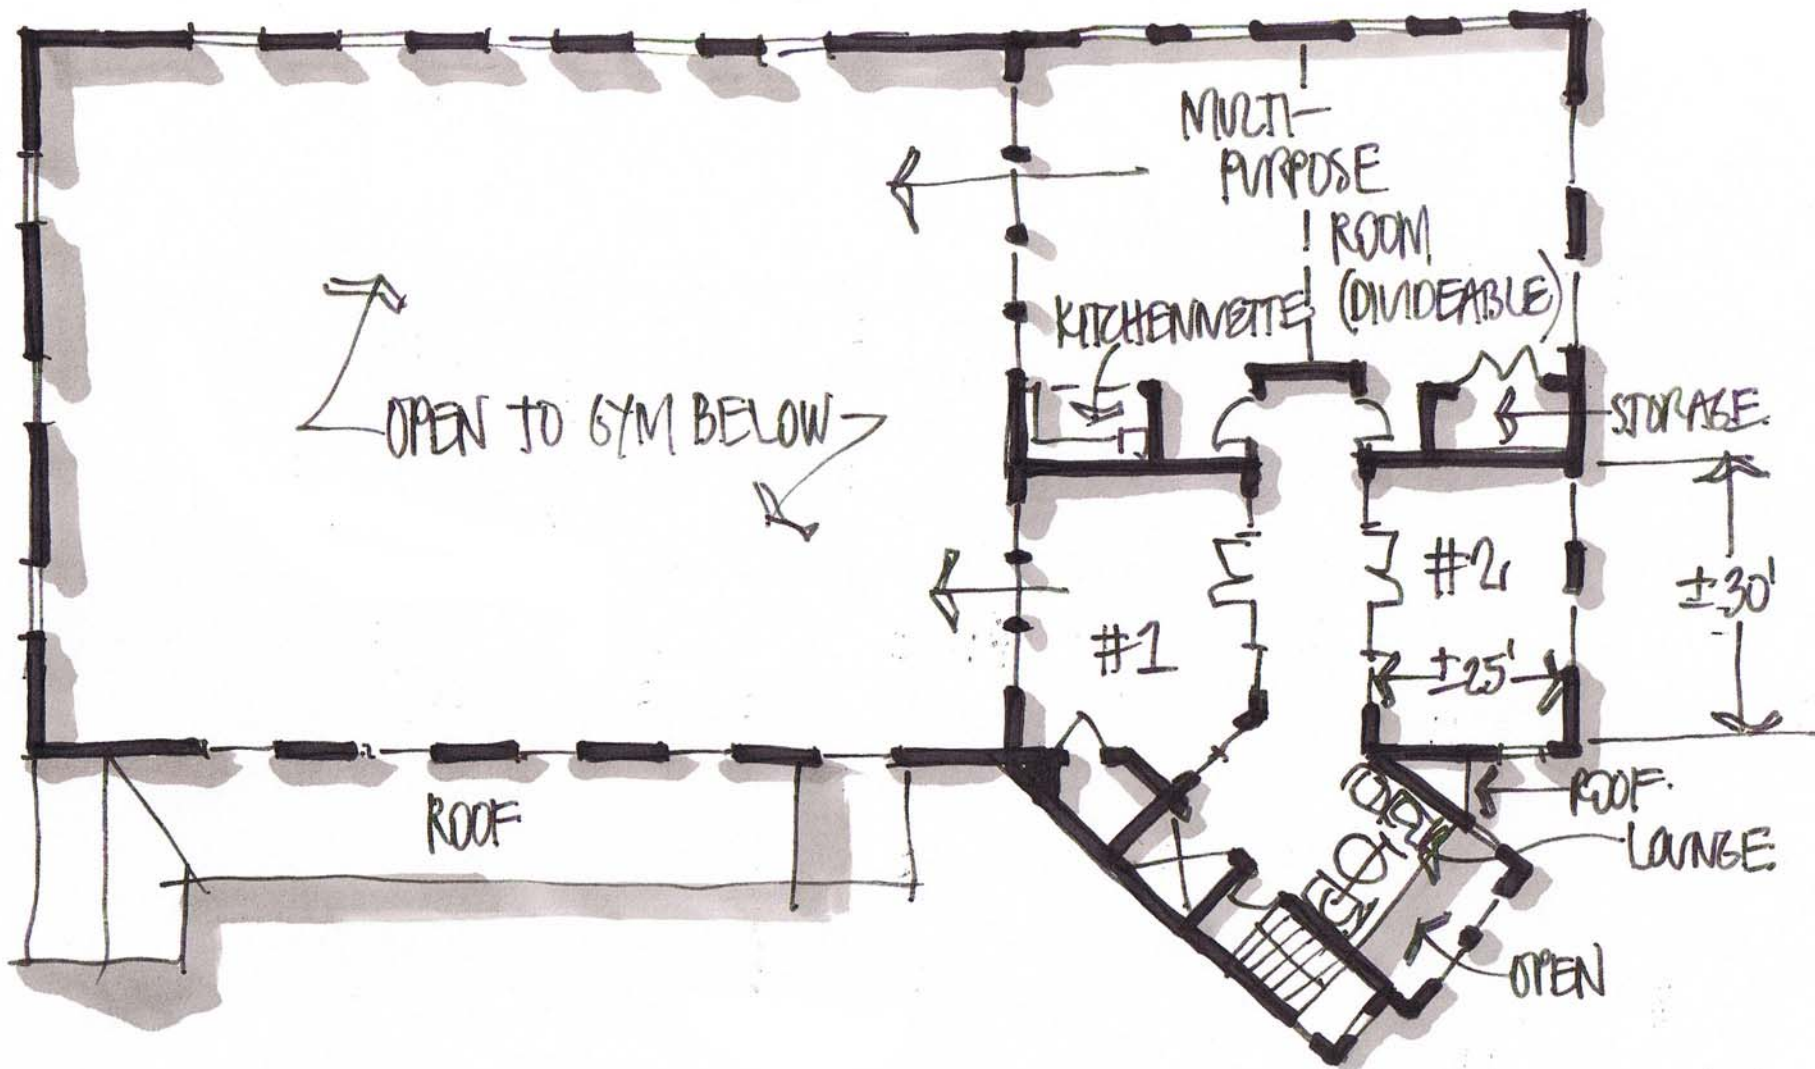 MULTI-
PURPOSE
ROOM
(DIVIDEABLE)
KITCHENNETTE
STORAGE.
OPEN TO GYM BELOW
#2
±30'
#1
±25'
ROOF
ROOF.
LOUNGE.
OPEN